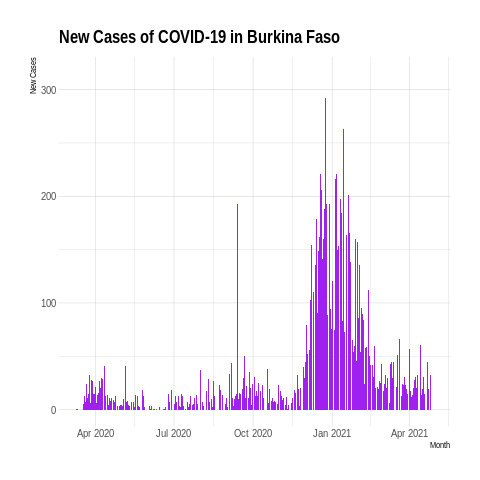 New Cases of COVID-19 in Burkina Faso
New Cases
300
200
100
0
Apr 2020 Jul 2020 Oct 2020 Jan 2021 Apr 2021
Month